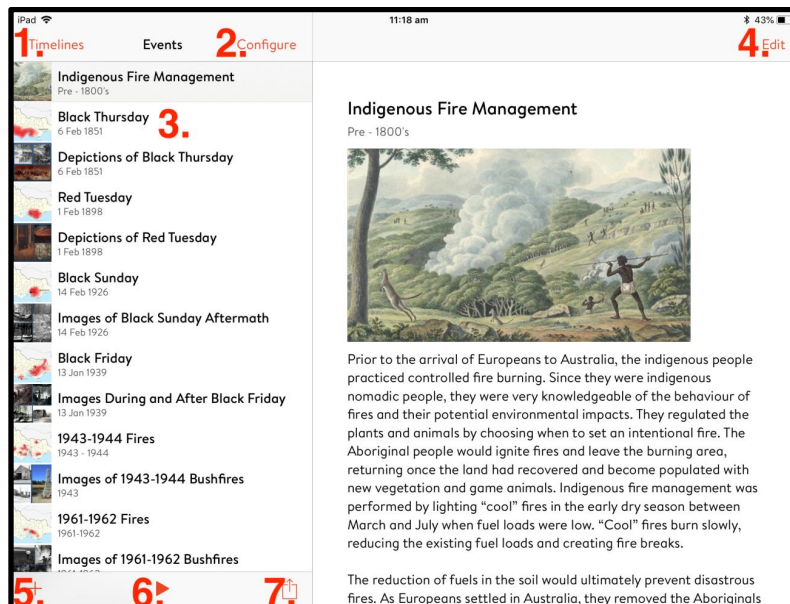 iPad
11:18 am
43%
1. Timelines
Events
2. Configure
4. Edit
Indigenous Fire Management
Pre - 1800's
Black Thursday
6 Feb 1851
3.
Depictions of Black Thursday
6 Feb 1851
Red Tuesday
1 Feb 1898
Depictions of Red Tuesday
1 Feb 1898
Black Sunday
14 Feb 1926
Images of Black Sunday Aftermath
14 Feb 1926
Black Friday
13 Jan 1939
Images During and After Black Friday
13 Jan 1939
1943-1944 Fires
1943 - 1944
Images of 1943-1944 Bushfires
1943
1961-1962 Fires
1961-1962
Images of 1961-1962 Bushfires
1961-1962
5.
6.
7.
Indigenous Fire Management
Pre - 1800's
Prior to the arrival of Europeans to Australia, the indigenous people
practiced controlled fire burning. Since they were indigenous
nomadic people, they were very knowledgeable of the behaviour of
fires and their potential environmental impacts. They regulated the
plants and animals by choosing when to set an intentional fire. The
Aboriginal people would ignite fires and leave the burning area,
returning once the land had recovered and become populated with
new vegetation and game animals. Indigenous fire management was
performed by lighting “cool” fires in the early dry season between
March and July when fuel loads were low. “Cool” fires burn slowly,
reducing the existing fuel loads and creating fire breaks.
The reduction of fuels in the soil would ultimately prevent disastrous
fires. As Europeans settled in Australia, they removed the Aboriginals